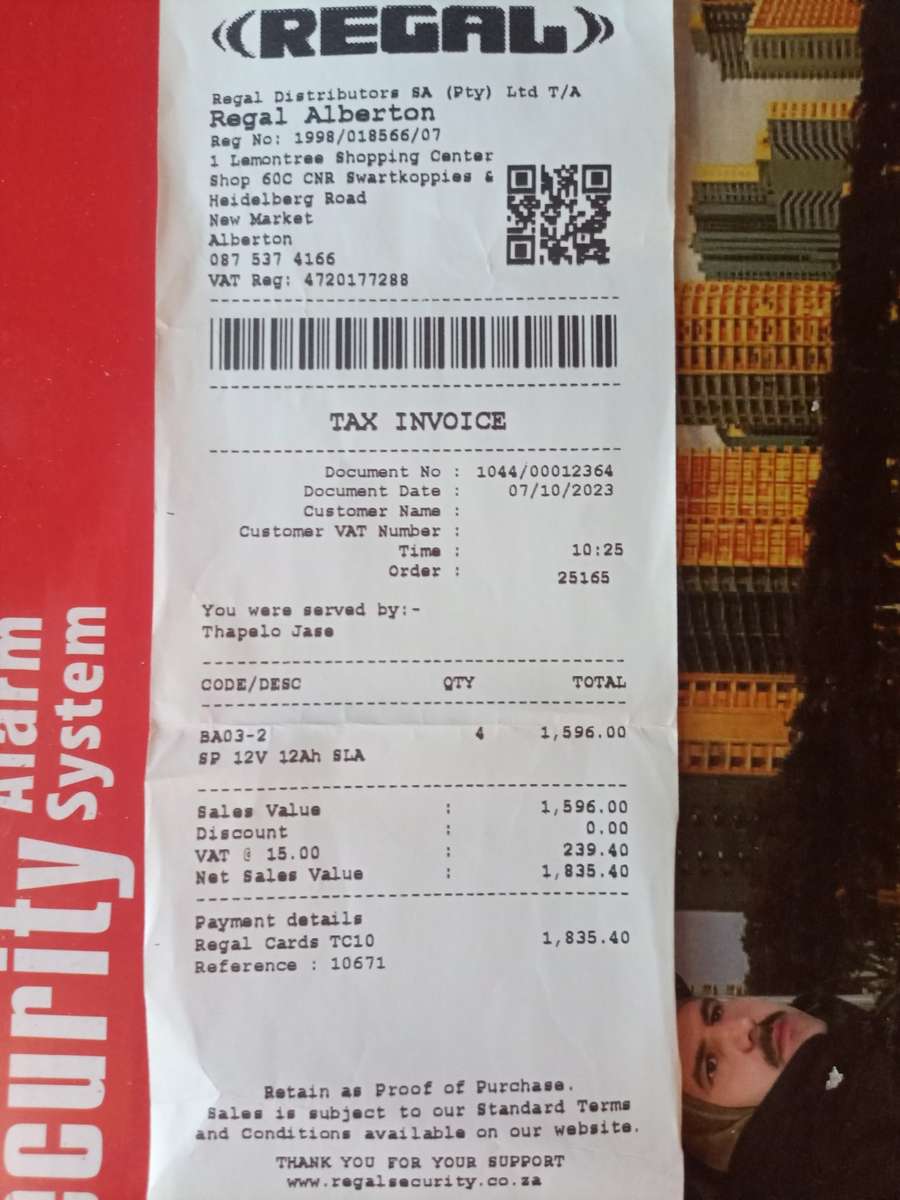 REGAL
Regal Distributors SA (Pty) Ltd T/A
Regal Alberton
Reg No: 1998/018566/07
1 Lemontree Shopping Center
Shop 60C CNR Swartkoppies &
Heidelberg Road
New Market
Alberton
087 537 4166
VAT Reg: 4720177288
TAX INVOICE
Document No : 1044/00012364
Document Date : 07/10/2023
Customer Name :
Customer VAT Number :
Time : 10:25
Order : 25165
You were served by:-
Thapelo Jase
CODE/DESC QTY TOTAL
BA03-2 4 1,596.00
SP 12V 12Ah SLA
Sales Value : 1,596.00
Discount : 0.00
VAT @ 15.00 : 239.40
Net Sales Value : 1,835.40
Payment details
Regal Cards TC10 1,835.40
Reference : 10671
Retain as Proof of Purchase.
Sales is subject to our Standard Terms
and Conditions available on our website.
THANK YOU FOR YOUR SUPPORT
www.regalsecurity.co.za
Alarm
System
curity